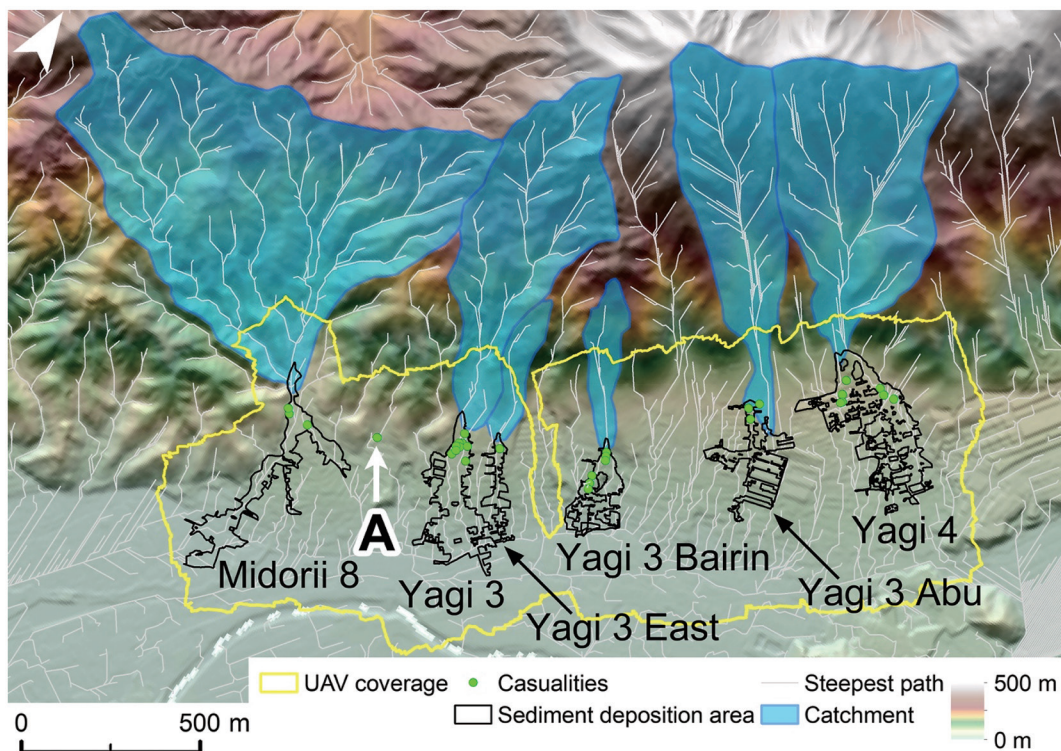 A
Midorii 8
Yagi 3
Yagi 3 East
Yagi 3 Bairin
Yagi 3 Abu
Yagi 4
UAV coverage
Casualities
Steepest path
500 m
Sediment deposition area
Catchment
0 m
0
500 m